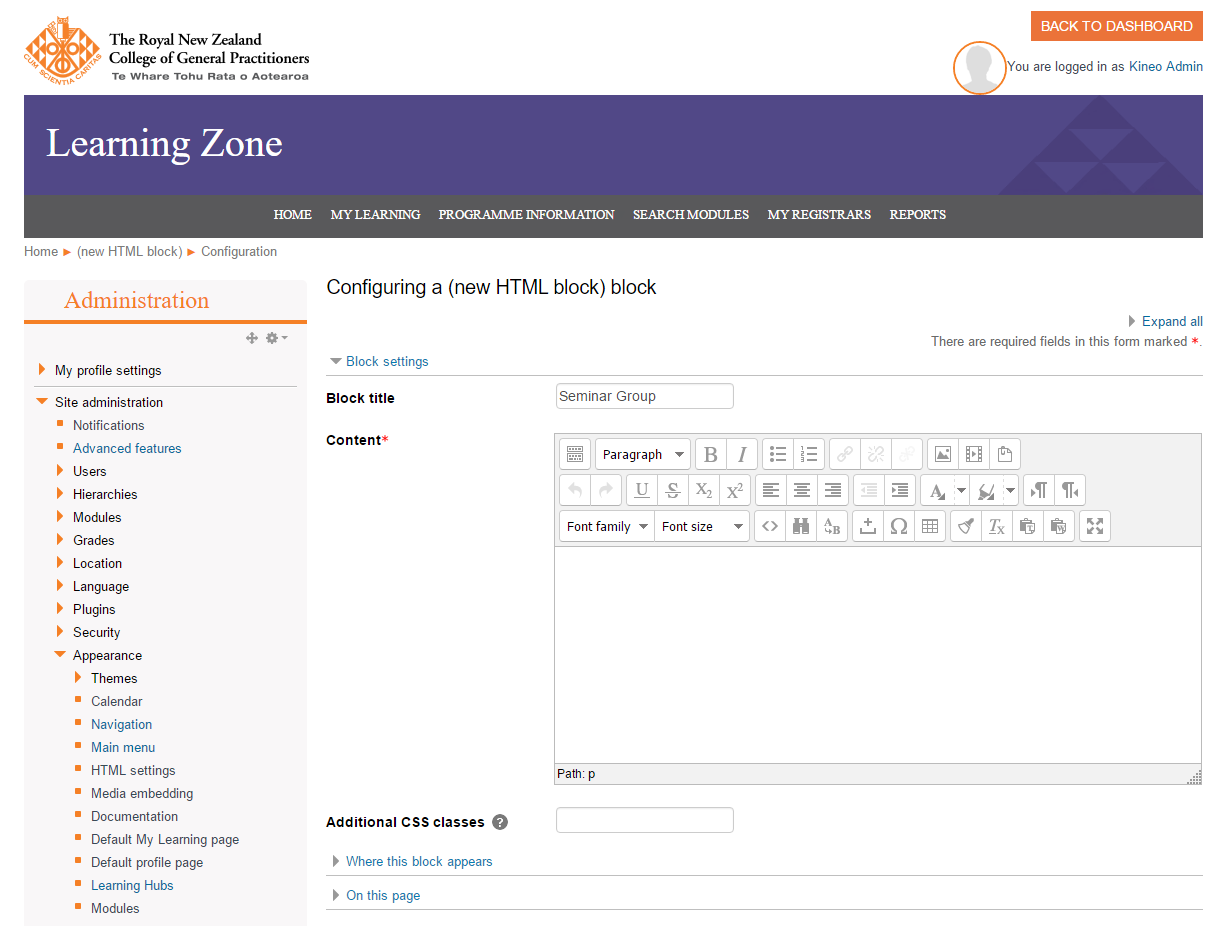 The Royal New Zealand
College of General Practitioners
Te Whare Tohu Rata o Aotearoa
CUM SCIENTIA CARITAS
BACK TO DASHBOARD
You are logged in as Kineo Admin
Learning Zone
HOME MY LEARNING PROGRAMME INFORMATION SEARCH MODULES MY REGISTRARS REPORTS
Home ► (new HTML block) ► Configuration
Administration
My profile settings
Site administration
Notifications
Advanced features
Users
Hierarchies
Modules
Grades
Location
Language
Plugins
Security
Appearance
Themes
Calendar
Navigation
Main menu
HTML settings
Media embedding
Documentation
Default My Learning page
Default profile page
Learning Hubs
Modules
Configuring a (new HTML block) block
Expand all
There are required fields in this form marked *.
Block settings
Block title
Seminar Group
Content*
Paragraph
Font family Font size
Path: p
Additional CSS classes
Where this block appears
On this page